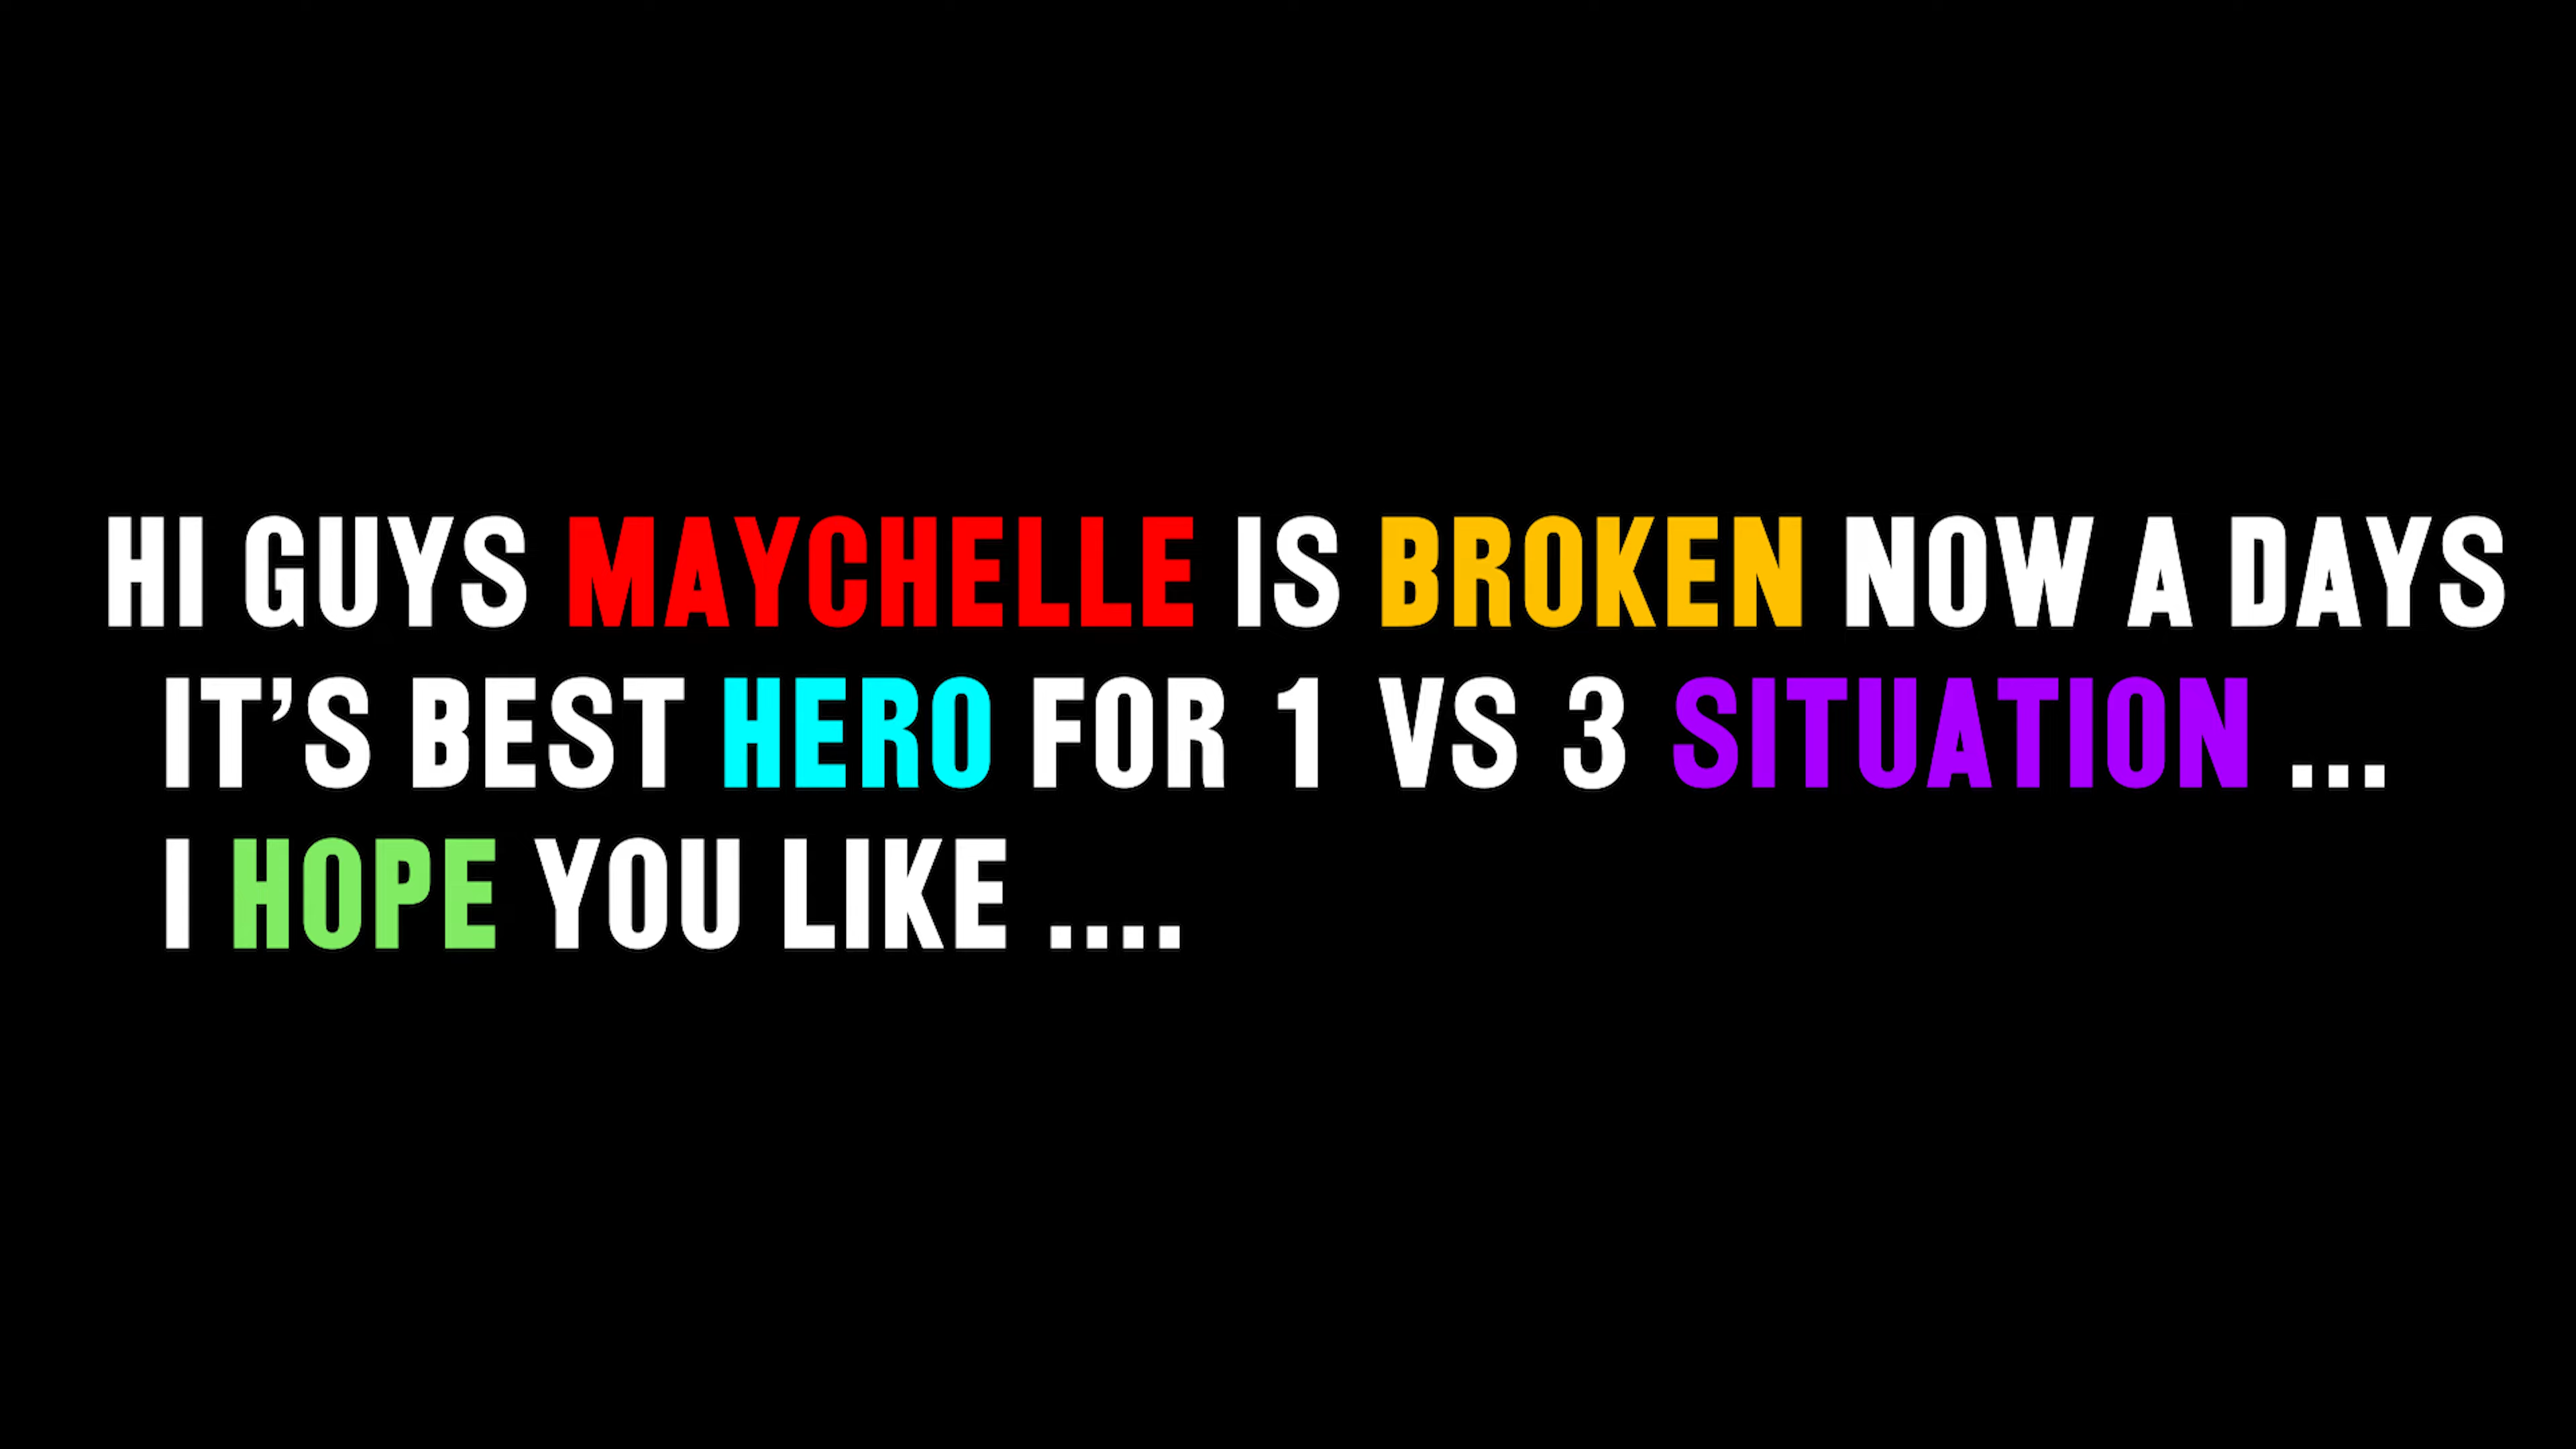 HI GUYS MAYCHELLE IS BROKEN NOW A DAYS
IT'S BEST HERO FOR 1 VS 3 SITUATION ...
I HOPE YOU LIKE ....